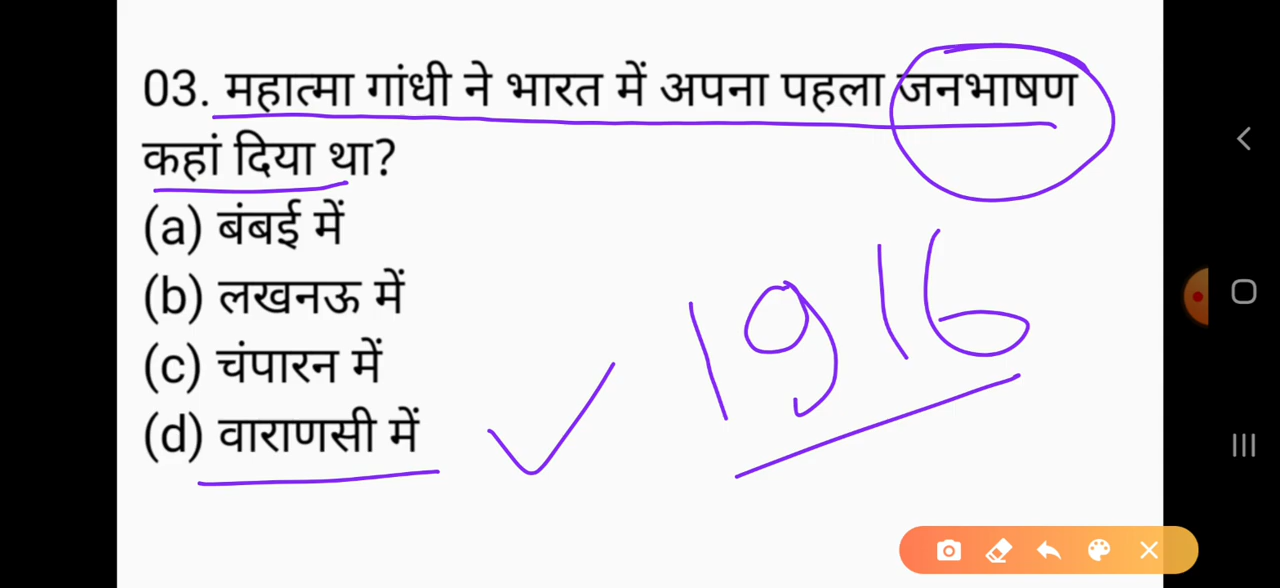 03. महात्मा गांधी ने भारत में अपना पहला जनभाषण
कहां दिया था?
(a) बंबई में
(b) लखनऊ में
(c) चंपारन में
(d) वाराणसी में
1916